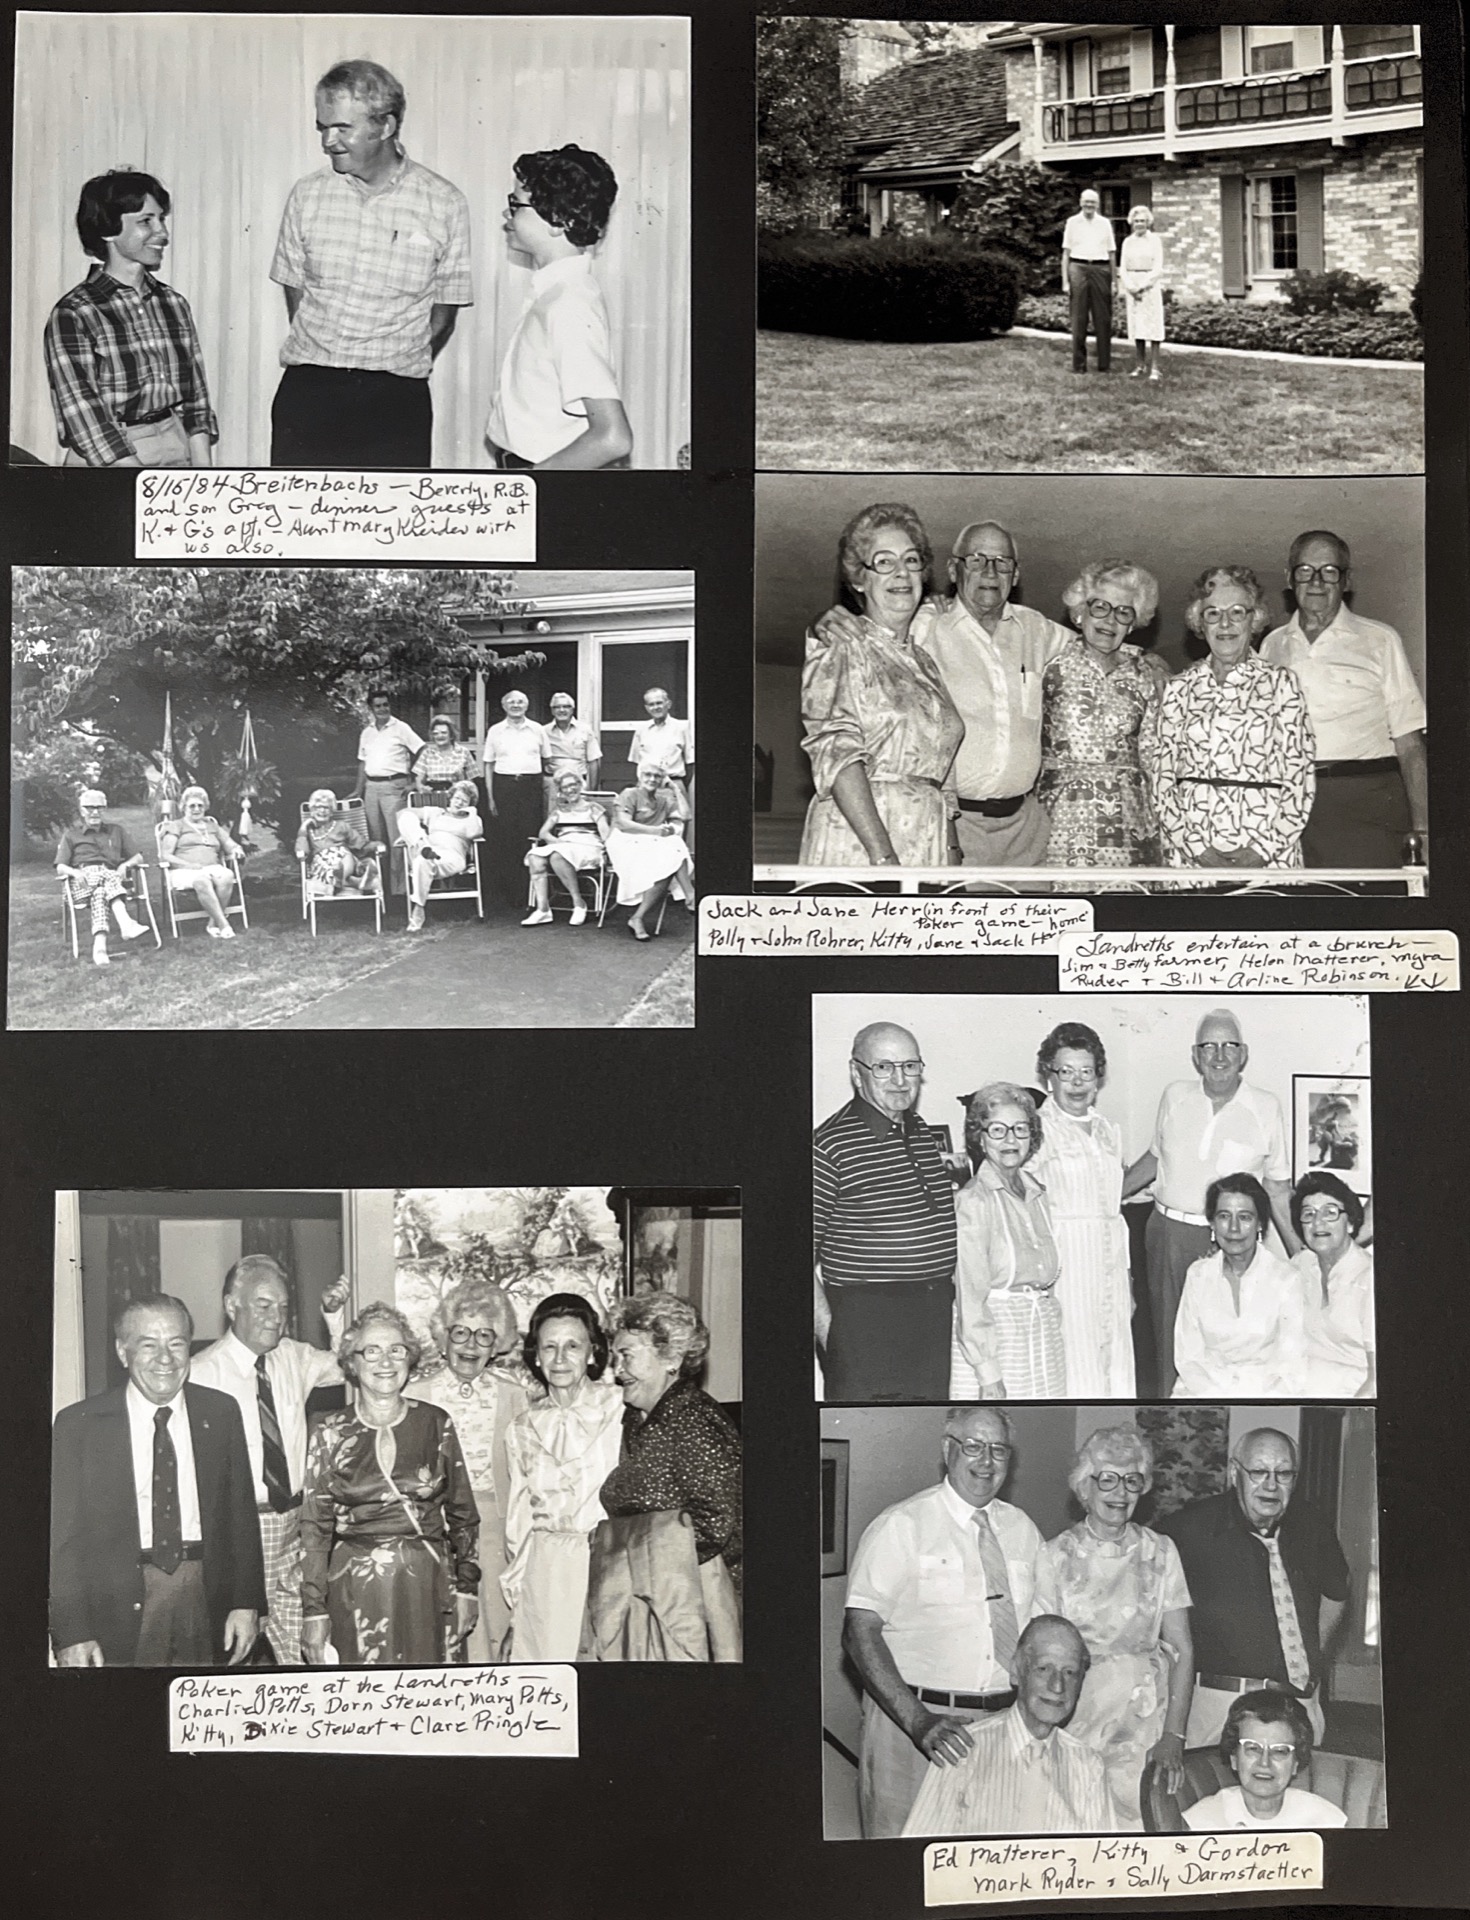 8/15/84 Breitenbachs — Beverly, R.B.
and son Greg — dinner guests at
K. + G's apt. — Aunt Mary Kreider with
us also.
Jack and Jane Herr (in front of their
Poker game — home
Polly + John Rohrer, Kitty, Jane + Jack Herr
Landreths entertain at a brunch —
Jim + Betty Farmer, Helen Matterer, Myra
Ryder + Bill + Arline Robinson. ↓↓
Poker game at the Landreths —
Charlie Potts, Dorn Stewart, Mary Potts,
Kitty, Dixie Stewart + Clare Pringle
Ed Matterer, Kitty + Gordon
Mark Ryder + Sally Darmstaetter